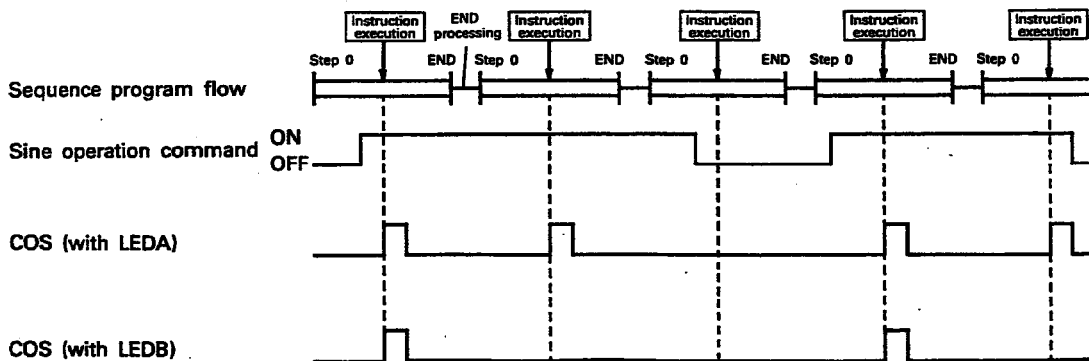 Instruction execution
END processing
Instruction execution
Instruction execution
Instruction execution
Instruction execution
Step 0 END Step 0 END Step 0 END Step 0 END Step 0
Sequence program flow
Sine operation command ON
OFF
COS (with LEDA)
COS (with LEDB)